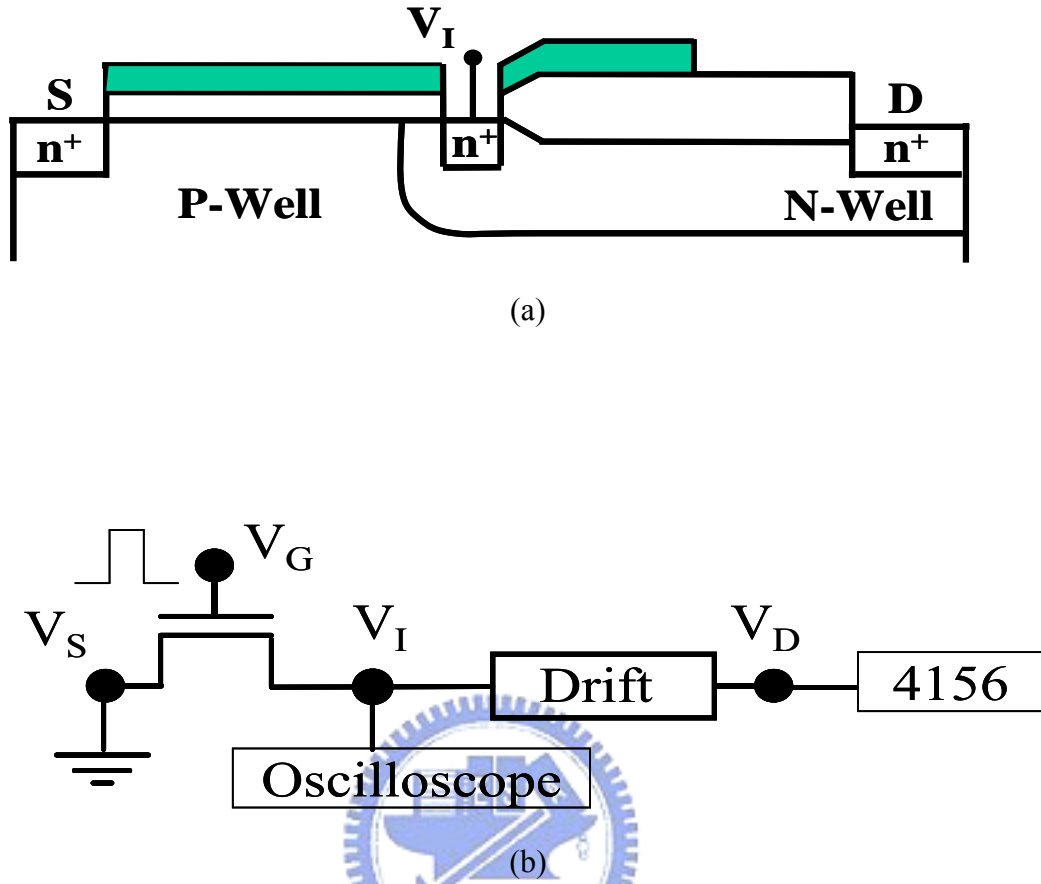 V_I
S
D
n⁺
n⁺
n⁺
P-Well
N-Well
(a)
V_G
V_S
V_I
V_D
Drift
4156
Oscilloscope
(b)